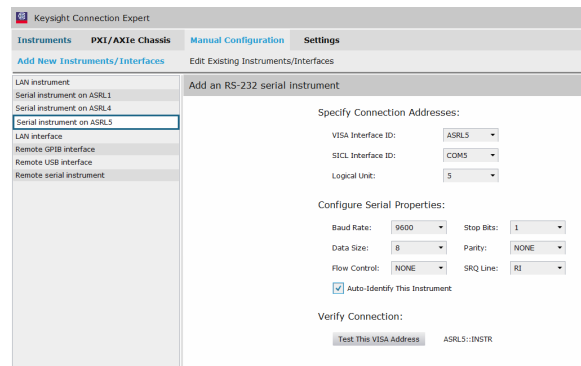 Keysight Connection Expert
Instruments PXI/AXIe Chassis Manual Configuration Settings
Add New Instruments/Interfaces Edit Existing Instruments/Interfaces
LAN instrument
Serial instrument on ASRL1
Serial instrument on ASRL4
Serial instrument on ASRL5
LAN interface
Remote GPIB interface
Remote USB interface
Remote serial instrument
Add an RS-232 serial instrument
Specify Connection Addresses:
VISA Interface ID: ASRL5
SICL Interface ID: COM5
Logical Unit: 5
Configure Serial Properties:
Baud Rate: 9600 Stop Bits: 1
Data Size: 8 Parity: NONE
Flow Control: NONE SRQ Line: RI
Auto-Identify This Instrument
Verify Connection:
Test This VISA Address ASRL5::INSTR